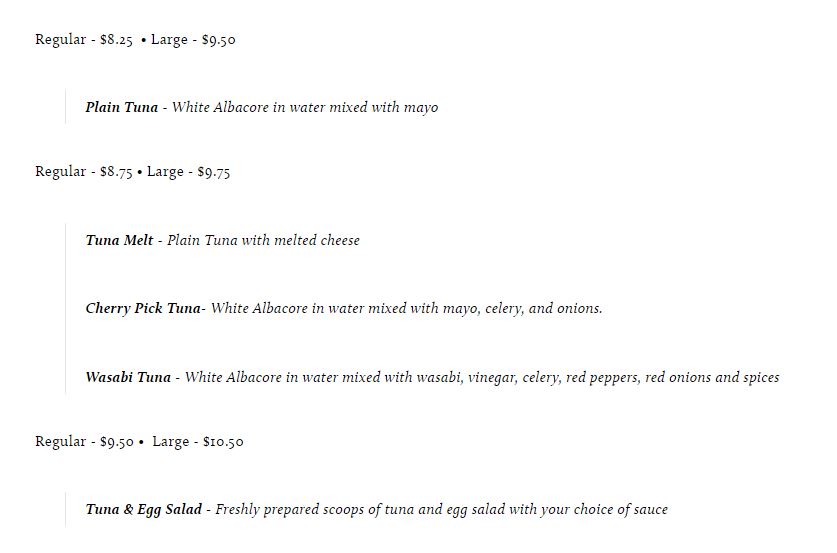 Regular - $8.25 • Large - $9.50
Plain Tuna - White Albacore in water mixed with mayo
Regular - $8.75 • Large - $9.75
Tuna Melt - Plain Tuna with melted cheese
Cherry Pick Tuna- White Albacore in water mixed with mayo, celery, and onions.
Wasabi Tuna - White Albacore in water mixed with wasabi, vinegar, celery, red peppers, red onions and spices
Regular - $9.50 • Large - $10.50
Tuna & Egg Salad - Freshly prepared scoops of tuna and egg salad with your choice of sauce